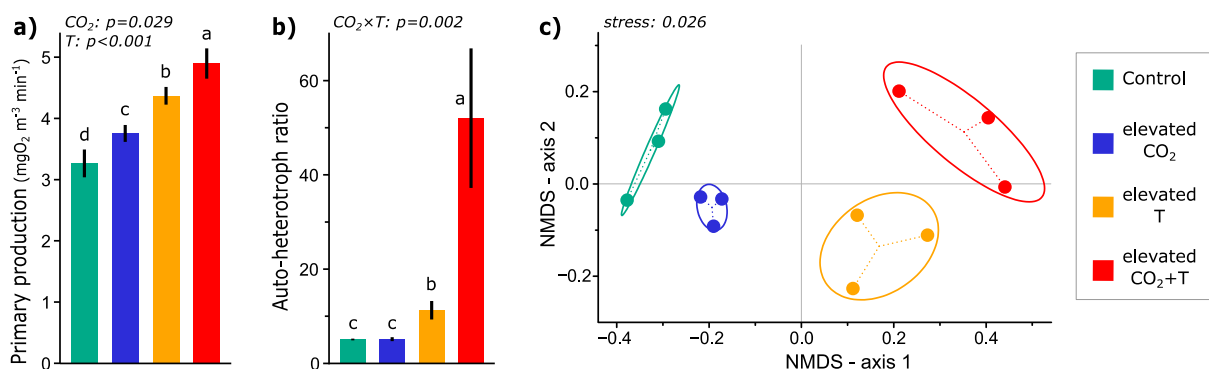 a)
CO₂: p=0.029
T: p<0.001
Primary production (mgO₂ m⁻³ min⁻¹)
5
4
3
2
1
0
d
c
b
a
b)
CO₂×T: p=0.002
Auto-heterotroph ratio
60
40
20
0
c
c
b
a
c)
stress: 0.026
NMDS - axis 2
0.2
0.0
−0.2
−0.4
−0.2
0.0
0.2
0.4
NMDS - axis 1
Control
elevated
CO₂
elevated
T
elevated
CO₂+T